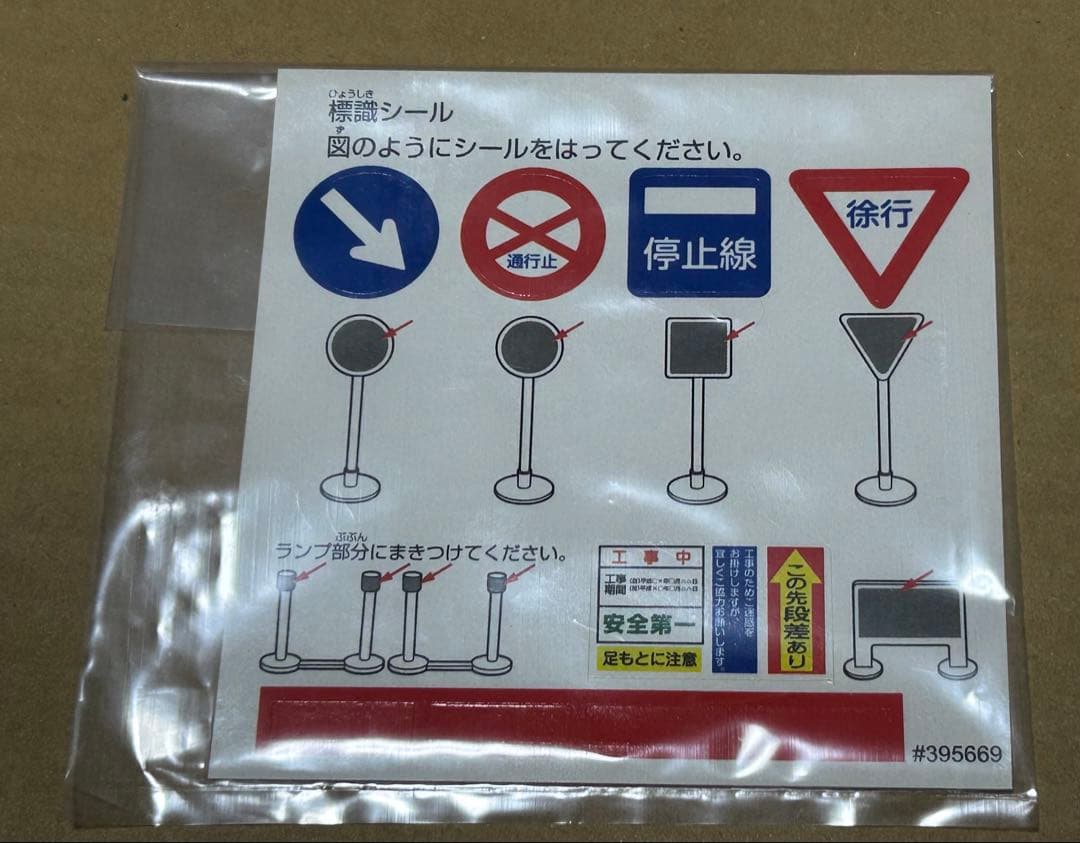 ひょうしき
標識シール
ず
図のようにシールをはってください。
通行止
停止線
徐行
ぶぶん
ランプ部分にまきつけてください。
工事中
工事
期間
安全第一
足もとに注意
工事のためご迷惑を
お掛けしますが、
宜しくご協力お願いします。
この先段差あり
#395669